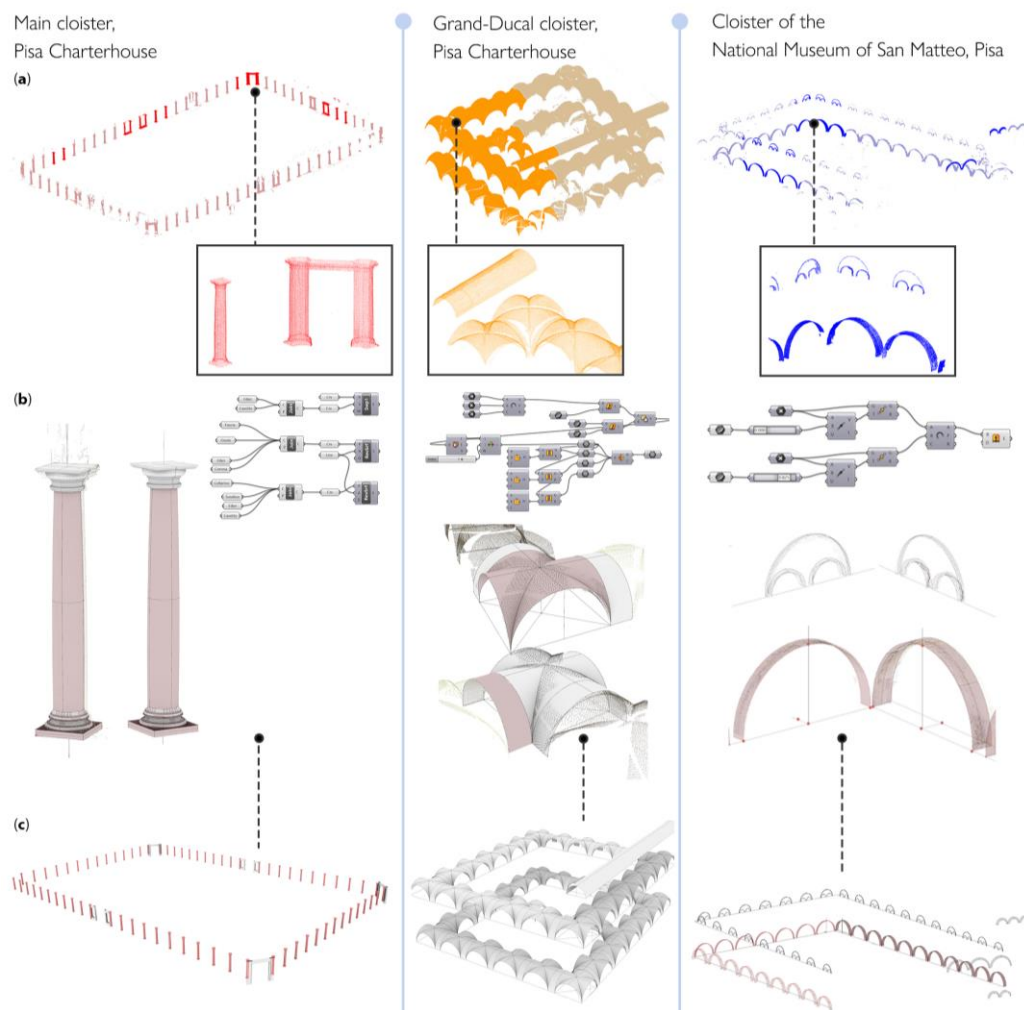 Main cloister,
Pisa Charterhouse
Grand-Ducal cloister,
Pisa Charterhouse
Cloister of the
National Museum of San Matteo, Pisa
(a)
(b)
(c)